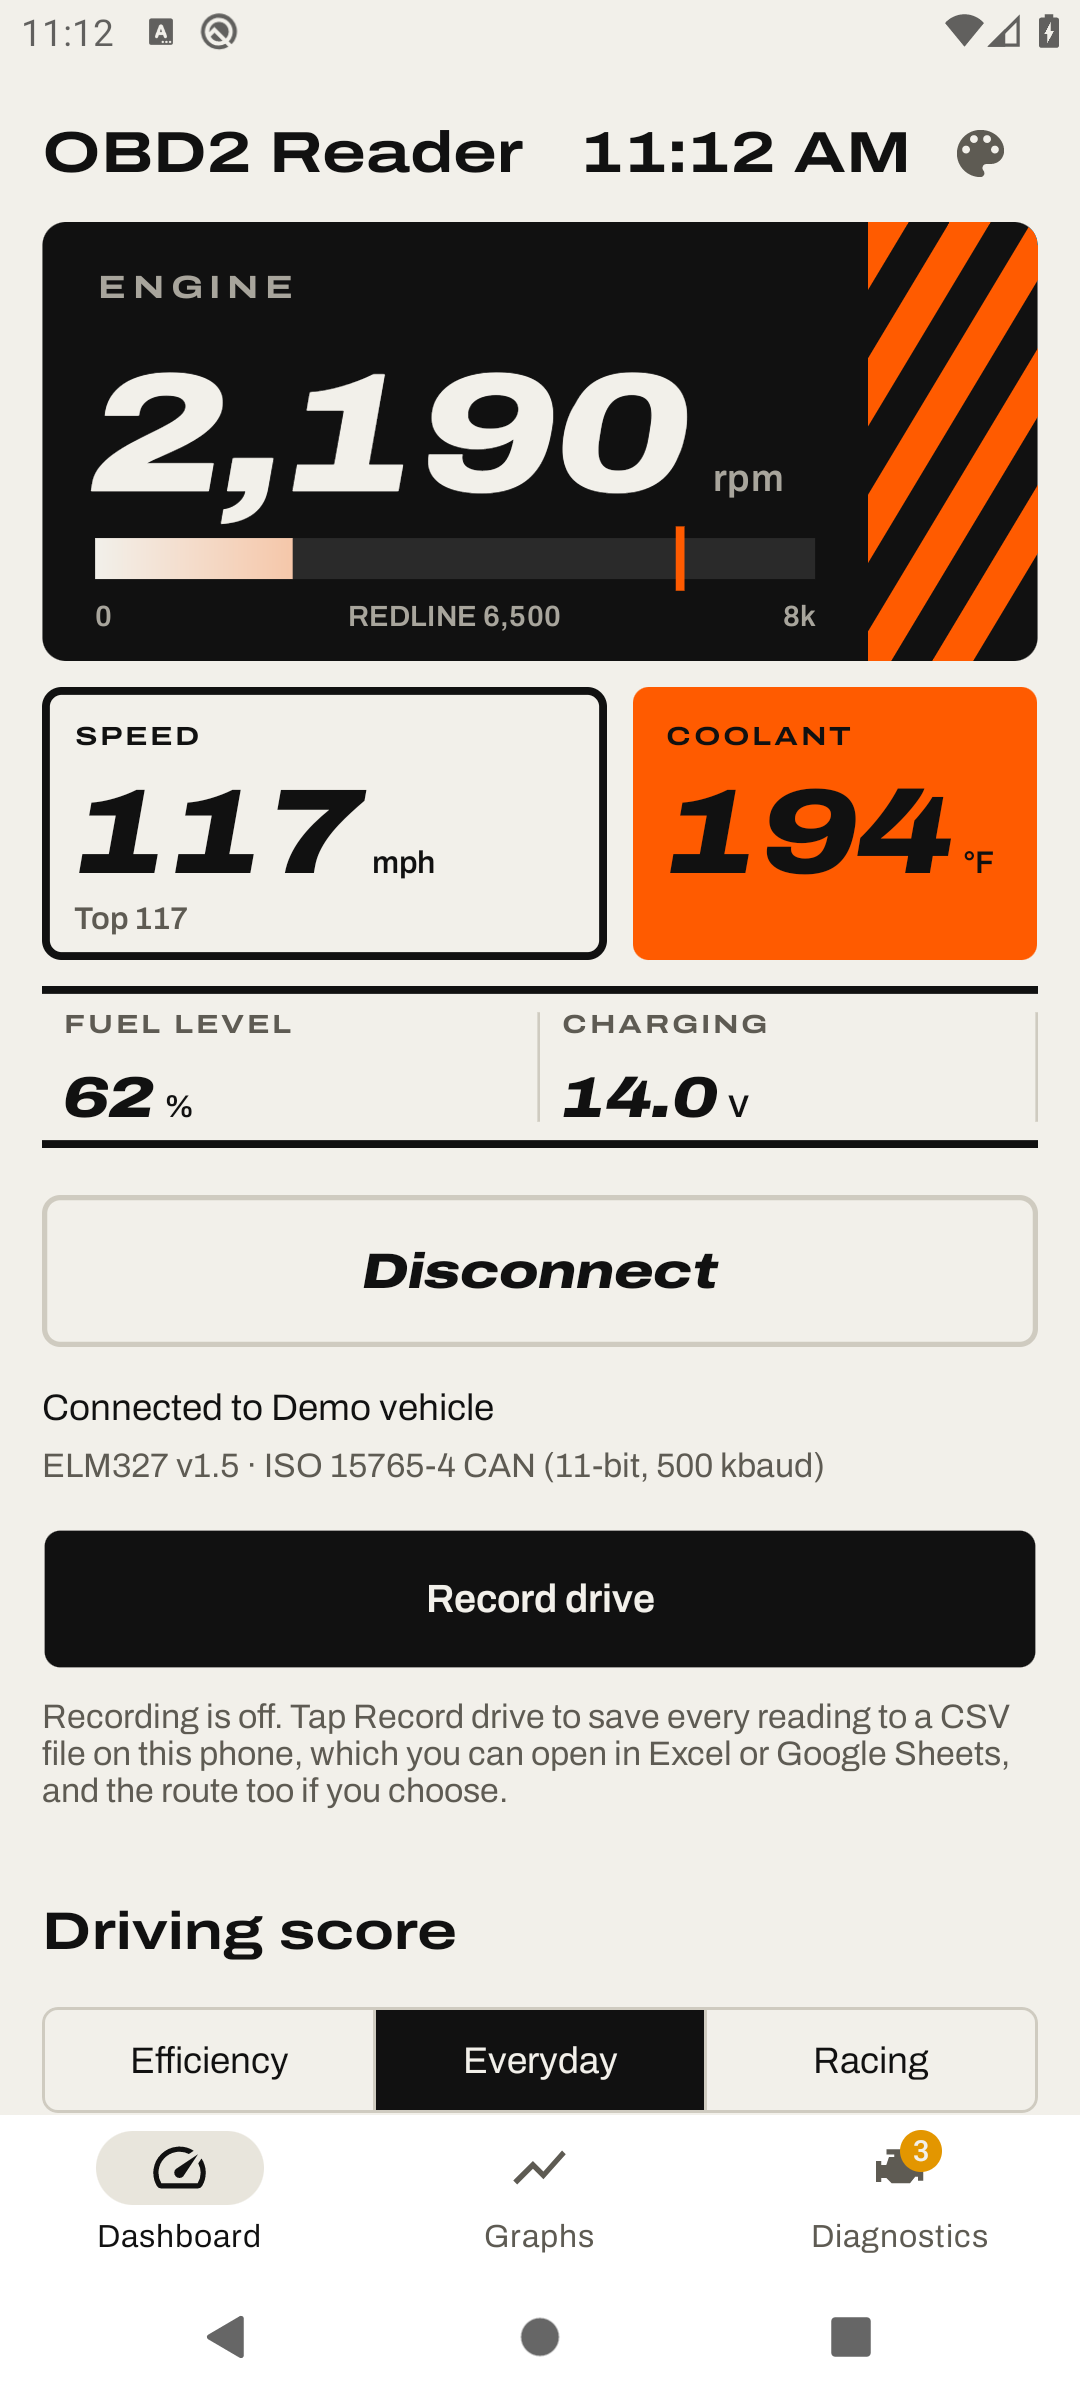 11:12
OBD2 Reader 11:12 AM
ENGINE
2,190 rpm
0 REDLINE 6,500 8k
SPEED
117 mph
Top 117
COOLANT
194 °F
FUEL LEVEL
62 %
CHARGING
14.0 V
Disconnect
Connected to Demo vehicle
ELM327 v1.5 · ISO 15765-4 CAN (11-bit, 500 kbaud)
Record drive
Recording is off. Tap Record drive to save every reading to a CSV
file on this phone, which you can open in Excel or Google Sheets,
and the route too if you choose.
Driving score
Efficiency Everyday Racing
3
Dashboard Graphs Diagnostics